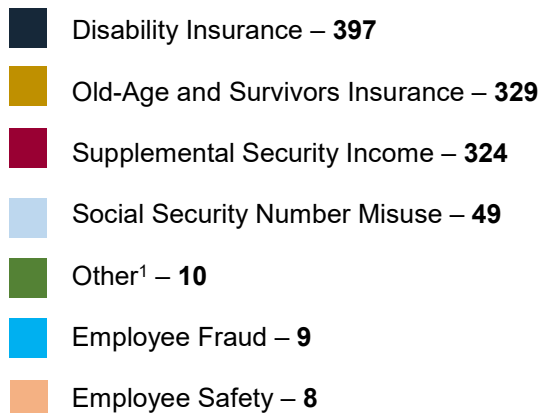 Disability Insurance – 397
Old-Age and Survivors Insurance – 329
Supplemental Security Income – 324
Social Security Number Misuse – 49
Other¹ – 10
Employee Fraud – 9
Employee Safety – 8